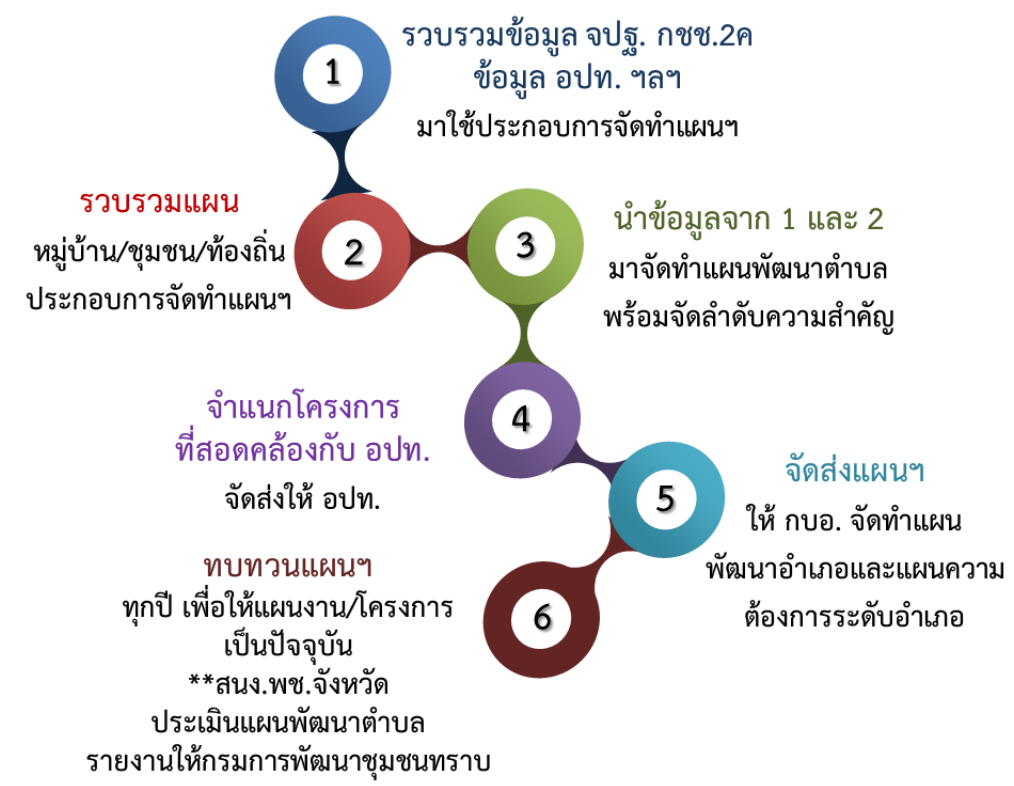 1
รวบรวมข้อมูล จปฐ. กชช.2ค
ข้อมูล อปท. ฯลฯ
มาใช้ประกอบการจัดทำแผนฯ
2
รวบรวมแผน
หมู่บ้าน/ชุมชน/ท้องถิ่น
ประกอบการจัดทำแผนฯ
3
นำข้อมูลจาก 1 และ 2
มาจัดทำแผนพัฒนาตำบล
พร้อมจัดลำดับความสำคัญ
4
จำแนกโครงการ
ที่สอดคล้องกับ อปท.
จัดส่งให้ อปท.
5
จัดส่งแผนฯ
ให้ กบอ. จัดทำแผน
พัฒนาอำเภอและแผนความ
ต้องการระดับอำเภอ
6
ทบทวนแผนฯ
ทุกปี เพื่อให้แผนงาน/โครงการ
เป็นปัจจุบัน
**สนง.พช.จังหวัด
ประเมินแผนพัฒนาตำบล
รายงานให้กรมการพัฒนาชุมชนทราบ